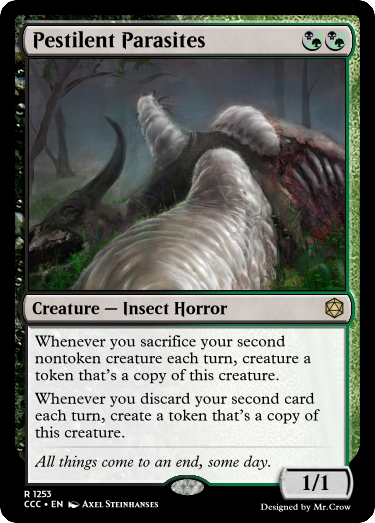 Pestilent Parasites
Creature — Insect Horror
Whenever you sacrifice your second
nontoken creature each turn, creature a
token that's a copy of this creature.
Whenever you discard your second card
each turn, create a token that's a copy of
this creature.
All things come to an end, some day.
1/1
R 1253
CCC • EN Axel Steinhanses
Designed by Mr.Crow